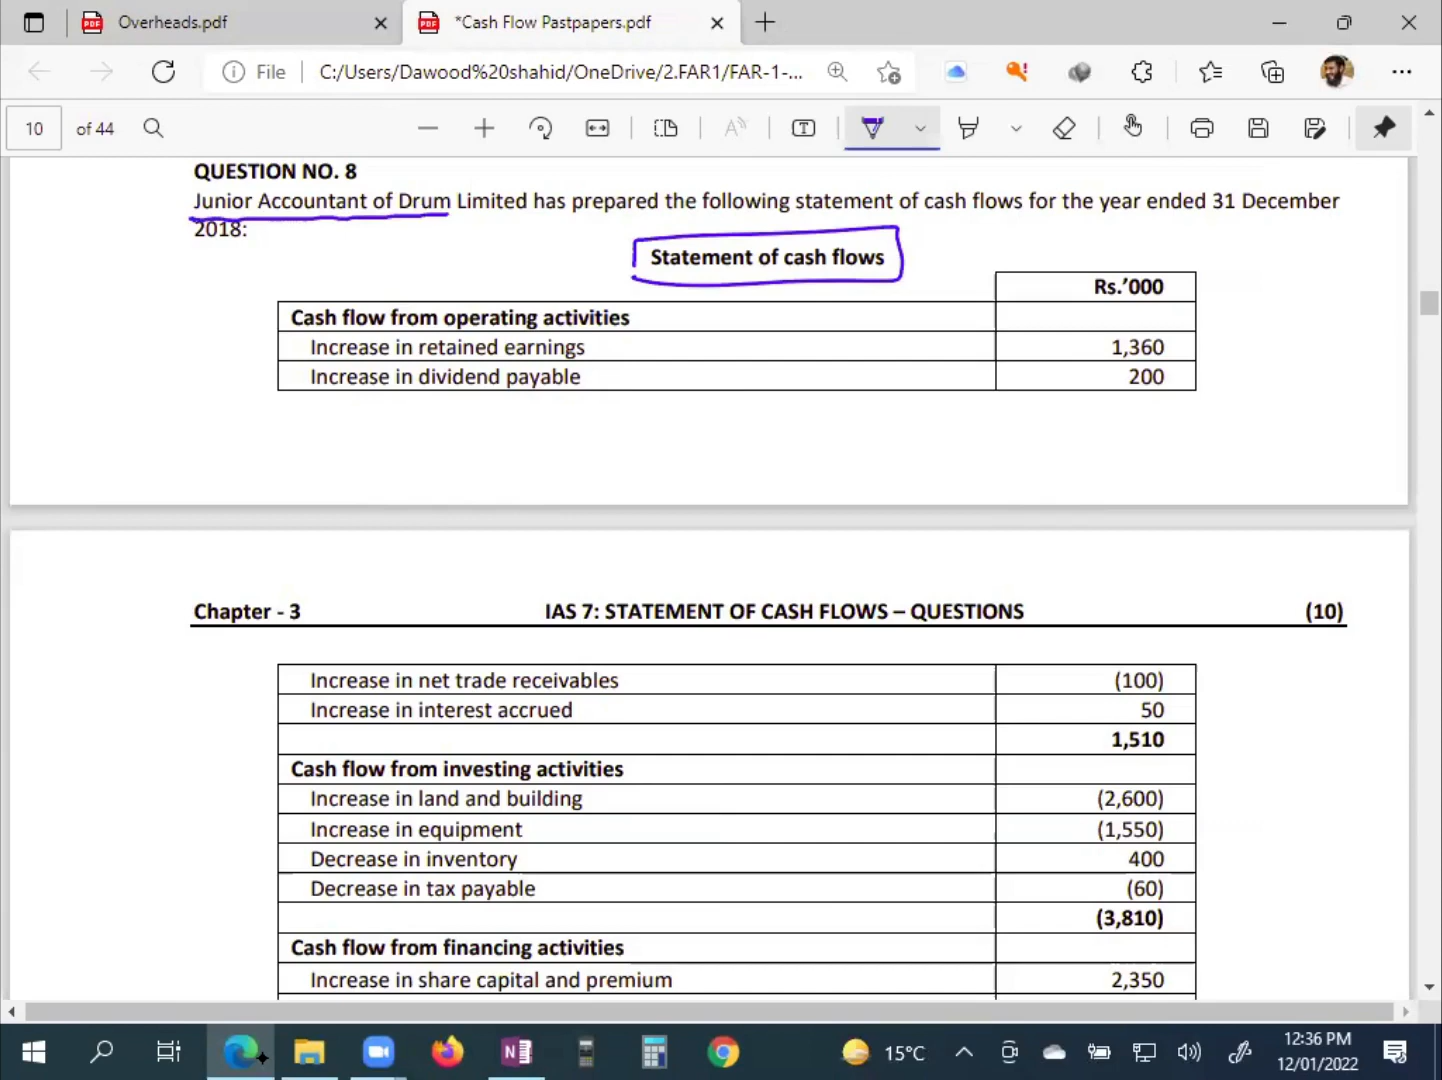 Overheads.pdf
*Cash Flow Pastpapers.pdf
File
C:/Users/Dawood%20shahid/OneDrive/2.FAR1/FAR-1-...
10 of 44
QUESTION NO. 8
Junior Accountant of Drum Limited has prepared the following statement of cash flows for the year ended 31 December
2018:
Statement of cash flows
Rs.'000
Cash flow from operating activities
Increase in retained earnings 1,360
Increase in dividend payable 200
Chapter - 3 IAS 7: STATEMENT OF CASH FLOWS – QUESTIONS (10)
Increase in net trade receivables (100)
Increase in interest accrued 50
1,510
Cash flow from investing activities
Increase in land and building (2,600)
Increase in equipment (1,550)
Decrease in inventory 400
Decrease in tax payable (60)
(3,810)
Cash flow from financing activities
Increase in share capital and premium 2,350
15°C
12:36 PM
12/01/2022